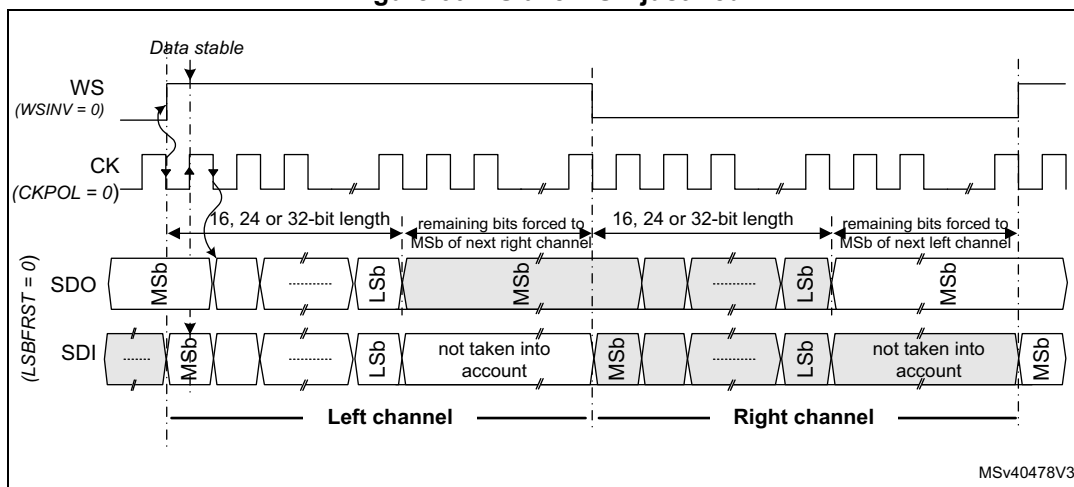 Data stable
WS
(WSINV = 0)
CK
(CKPOL = 0)
16, 24 or 32-bit length
remaining bits forced to
MSb of next right channel
16, 24 or 32-bit length
remaining bits forced to
MSb of next left channel
(LSBFRST = 0)
SDO
MSb
..........
LSb
MSb
..........
LSb
MSb
SDI
.......
MSb
..........
LSb
not taken into
account
MSb
..........
LSb
not taken into
account
MSb
Left channel
Right channel
MSv40478V3